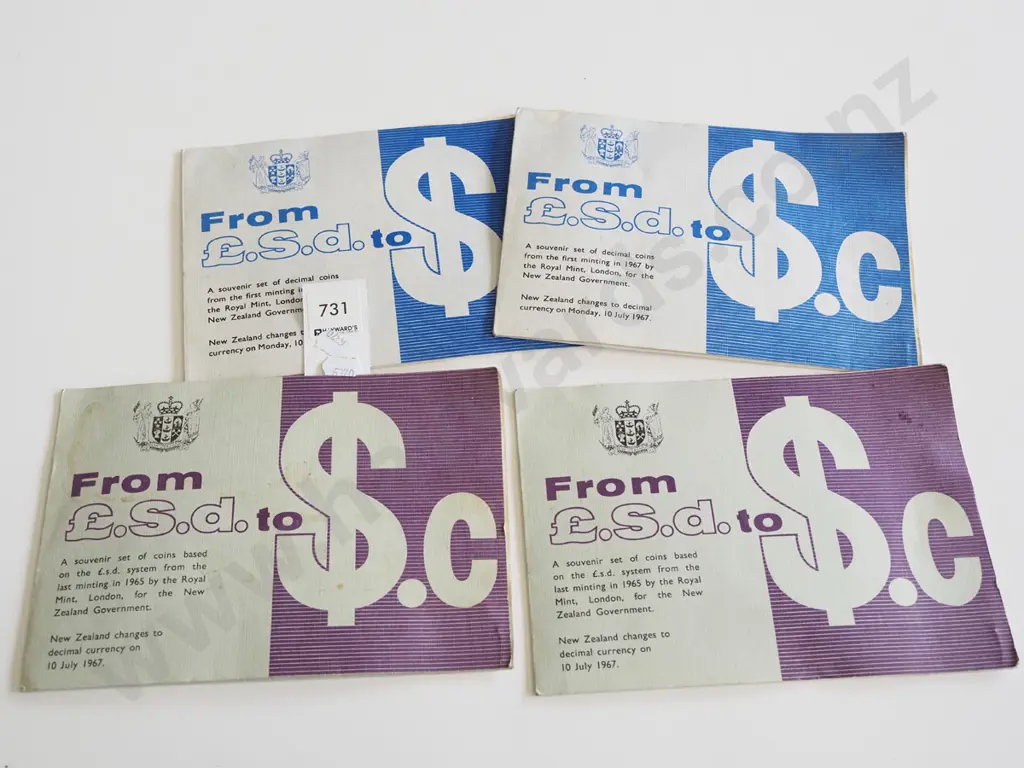 From
£.S.d. to $
A souvenir set of decimal coins
from the first minting i
the Royal Mint, Londo
New Zealand Governm
New Zealand changes t
currency on Monday, 10
731
HAYWARD'S
From
£.S.d. to $.c
A souvenir set of decimal coins
from the first minting in 1967 by
the Royal Mint, London, for the
New Zealand Government.
New Zealand changes to decimal
currency on Monday, 10 July 1967.
From
£.S.d. to $.c
A souvenir set of coins based
on the £.s.d. system from the
last minting in 1965 by the Royal
Mint, London, for the New
Zealand Government.
New Zealand changes to
decimal currency on
10 July 1967.
From
£.S.d. to $.c
A souvenir set of coins based
on the £.s.d. system from the
last minting in 1965 by the Royal
Mint, London, for the New
Zealand Government.
New Zealand changes to
decimal currency on
10 July 1967.